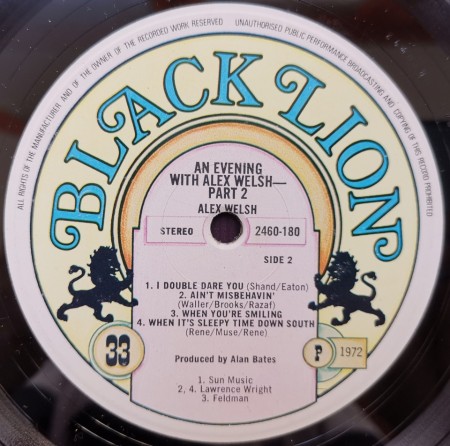 ALL RIGHTS OF THE MANUFACTURER AND OF THE OWNER OF THE RECORDED WORK RESERVED
UNAUTHORISED PUBLIC PERFORMANCE BROADCASTING AND COPYING OF THIS RECORD PROHIBITED
BLACK LION
AN EVENING
WITH ALEX WELSH—
PART 2
ALEX WELSH
STEREO 2460-180
SIDE 2
1. I DOUBLE DARE YOU (Shand/Eaton)
2. AIN'T MISBEHAVIN'
(Waller/Brooks/Razaf)
3. WHEN YOU'RE SMILING
4. WHEN IT'S SLEEPY TIME DOWN SOUTH
(Rene/Muse/Rene)
33
P 1972
Produced by Alan Bates
1. Sun Music
2, 4. Lawrence Wright
3. Feldman